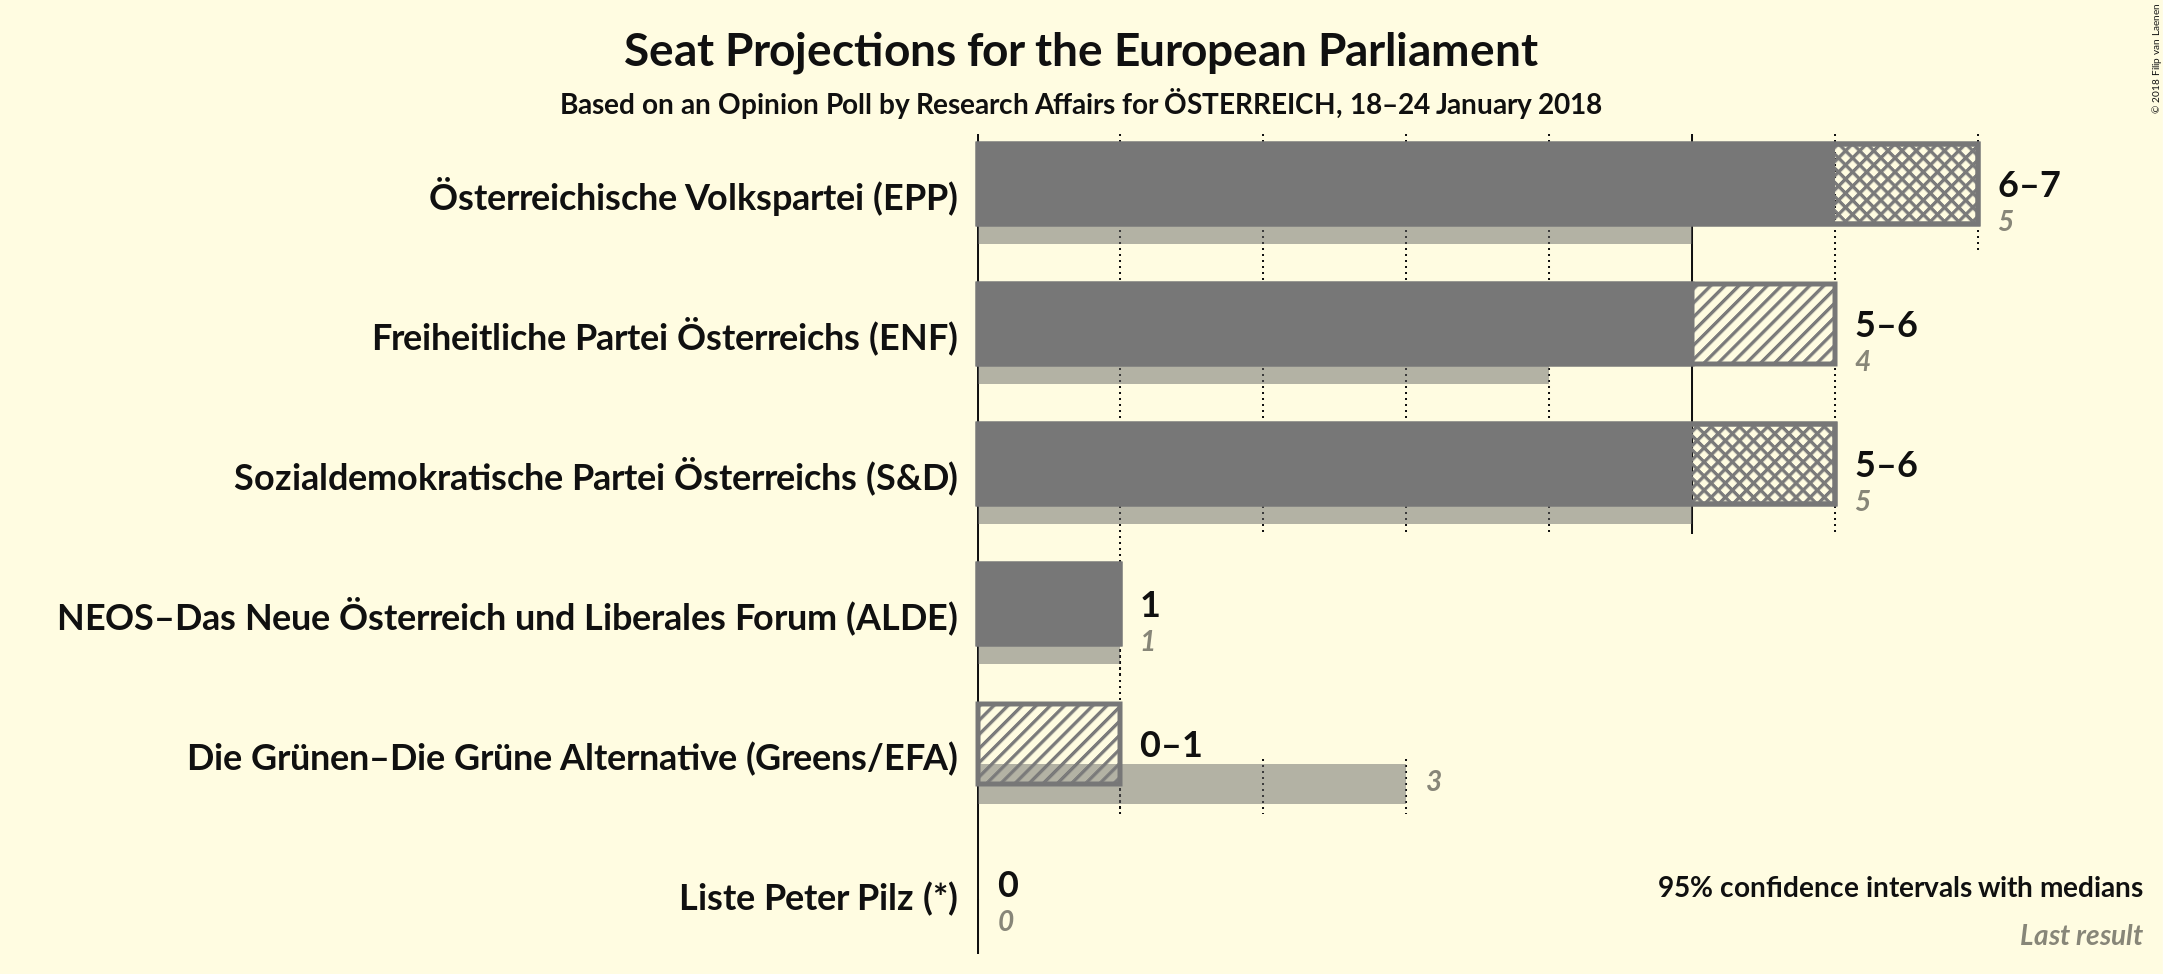 Seat Projections for the European Parliament
Based on an Opinion Poll by Research Affairs for ÖSTERREICH, 18–24 January 2018
© 2018 Filip van Laenen
Österreichische Volkspartei (EPP)
6–7
5
Freiheitliche Partei Österreichs (ENF)
5–6
4
Sozialdemokratische Partei Österreichs (S&D)
5–6
5
NEOS–Das Neue Österreich und Liberales Forum (ALDE)
1
1
Die Grünen–Die Grüne Alternative (Greens/EFA)
0–1
3
Liste Peter Pilz (*)
0
0
95% confidence intervals with medians
Last result